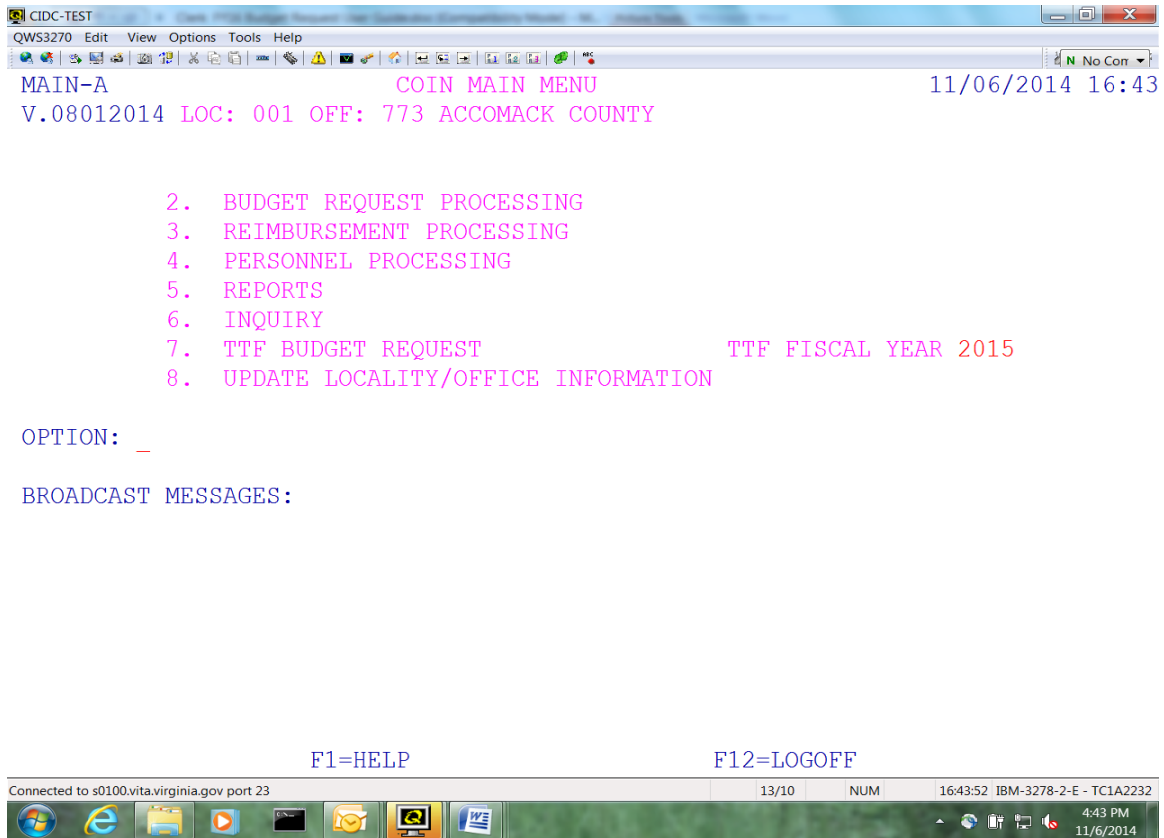 CIDC-TEST
QWS3270 Edit View Options Tools Help
N No Con
MAIN-A COIN MAIN MENU 11/06/2014 16:43
V.08012014 LOC: 001 OFF: 773 ACCOMACK COUNTY
2. BUDGET REQUEST PROCESSING
3. REIMBURSEMENT PROCESSING
4. PERSONNEL PROCESSING
5. REPORTS
6. INQUIRY
7. TTF BUDGET REQUEST TTF FISCAL YEAR 2015
8. UPDATE LOCALITY/OFFICE INFORMATION
OPTION: _
BROADCAST MESSAGES:
F1=HELP F12=LOGOFF
Connected to s0100.vita.virginia.gov port 23 13/10 NUM 16:43:52 IBM-3278-2-E - TC1A2232
4:43 PM
11/6/2014